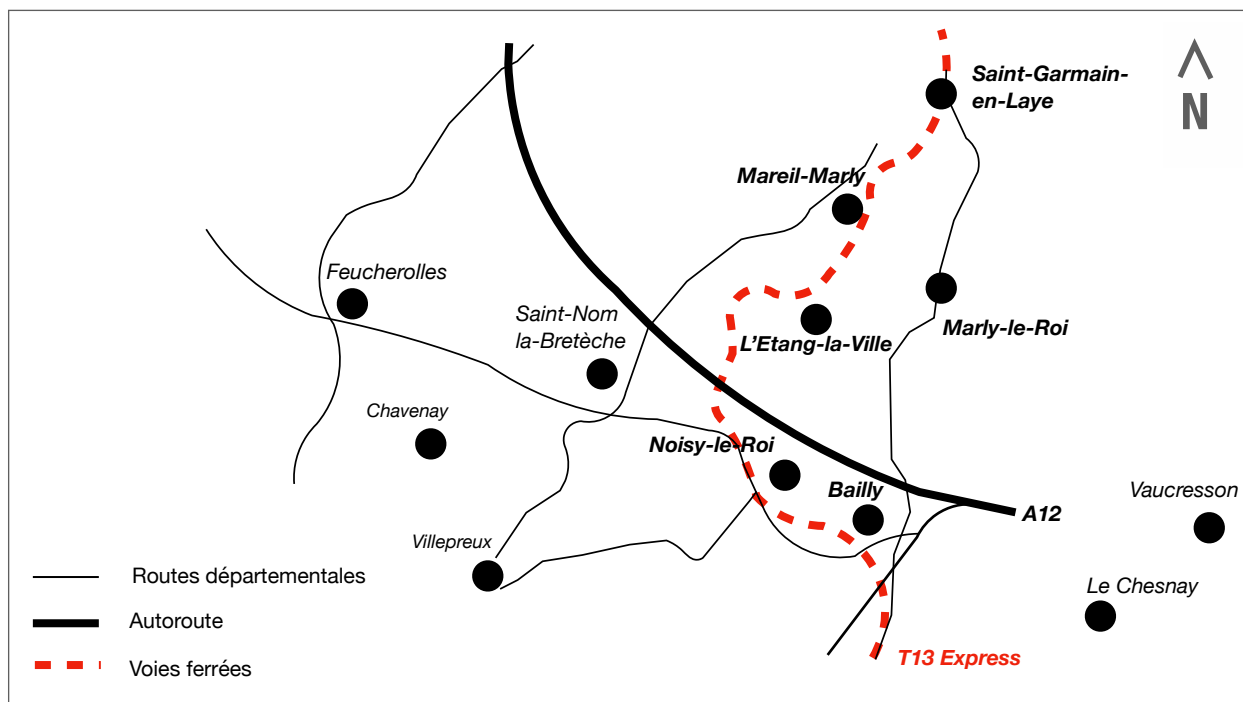 Saint-Garmain-
en-Laye
N
Mareil-Marly
Feucherolles
Saint-Nom
la-Bretèche
L'Etang-la-Ville
Marly-le-Roi
Chavenay
Noisy-le-Roi
Bailly
A12
Vaucresson
Villepreux
Le Chesnay
T13 Express
Routes départementales
Autoroute
Voies ferrées